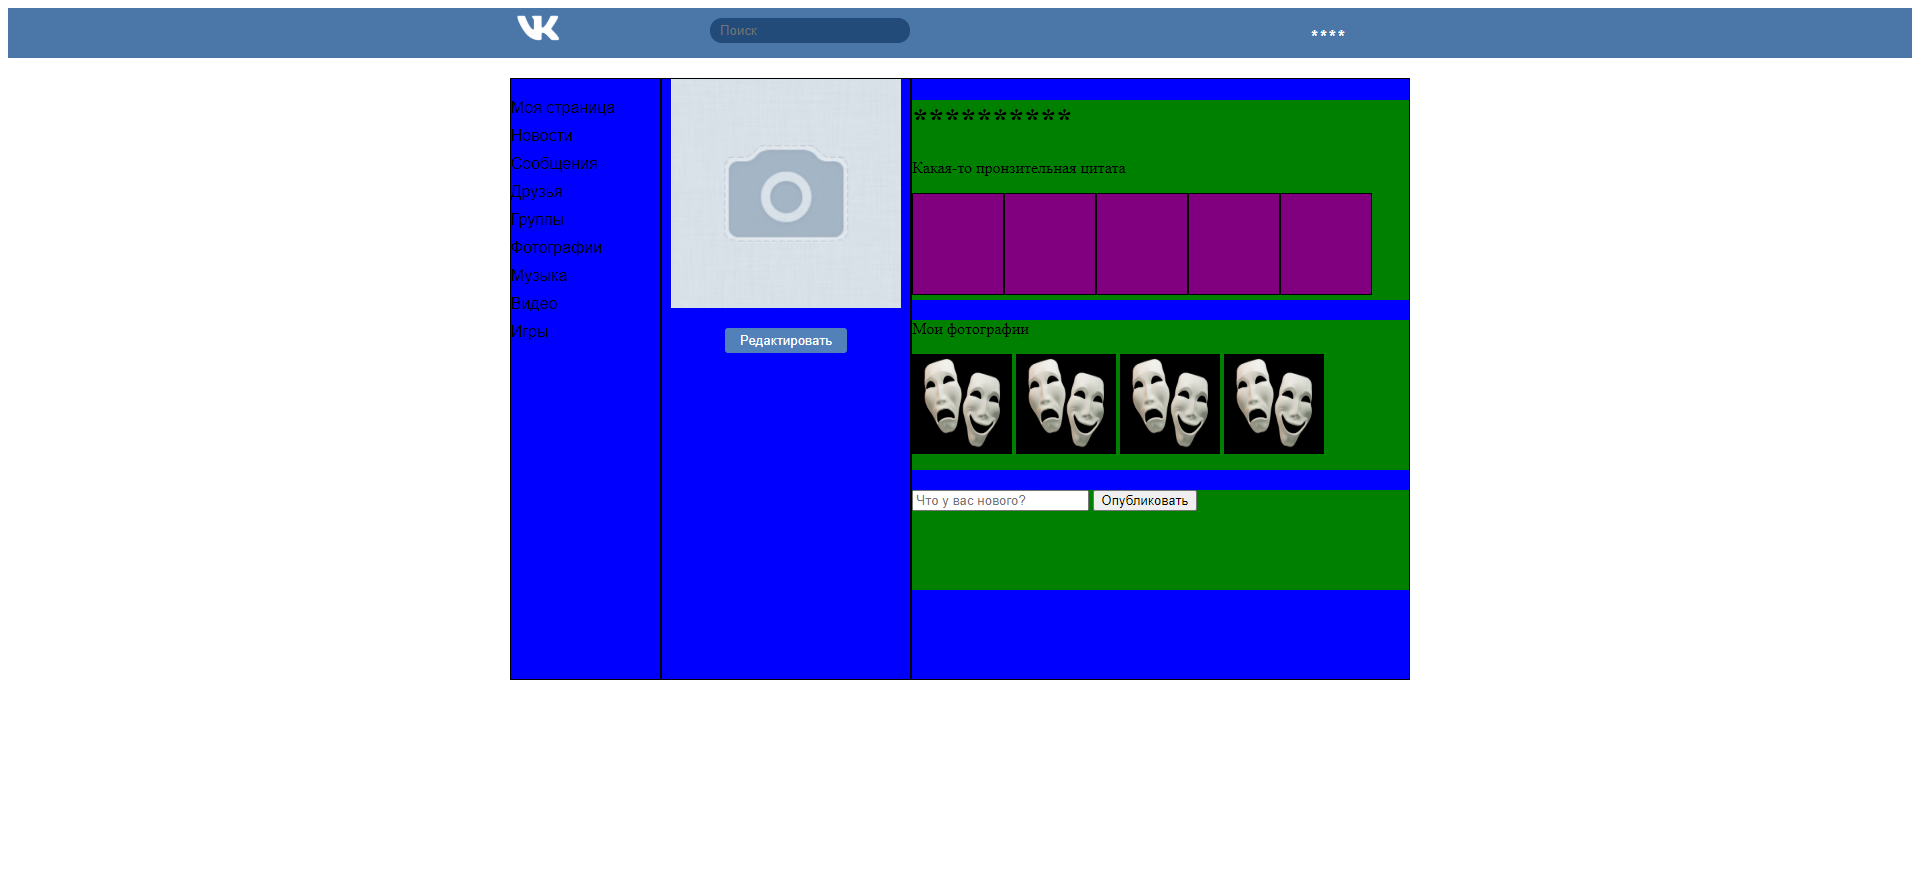 VK
Поиск
****
Моя страница
Новости
Сообщения
Друзья
Группы
Фотографии
Музыка
Видео
Игры
Редактировать
**********
Какая-то пронзительная цитата
Мои фотографии
Что у вас нового?
Опубликовать